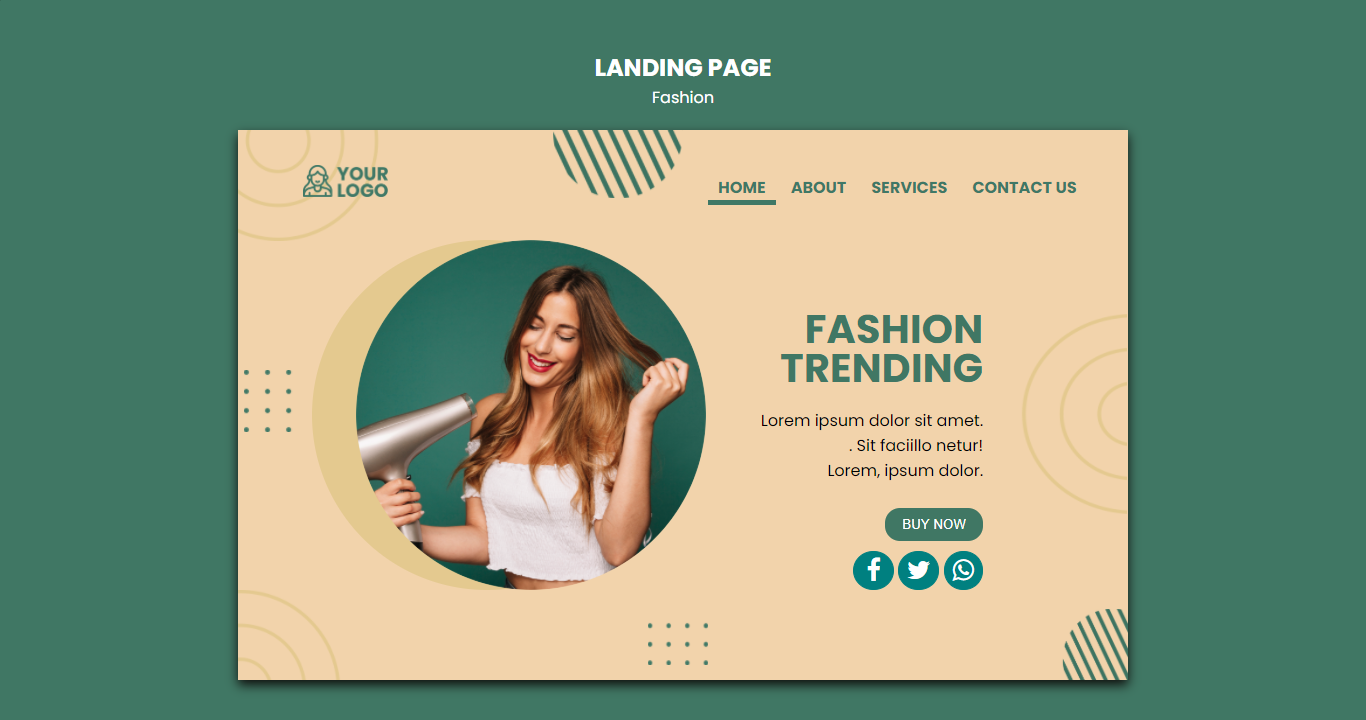 LANDING PAGE
Fashion
YOUR
LOGO
HOME ABOUT SERVICES CONTACT US
FASHION
TRENDING
Lorem ipsum dolor sit amet.
. Sit faciillo netur!
Lorem, ipsum dolor.
BUY NOW